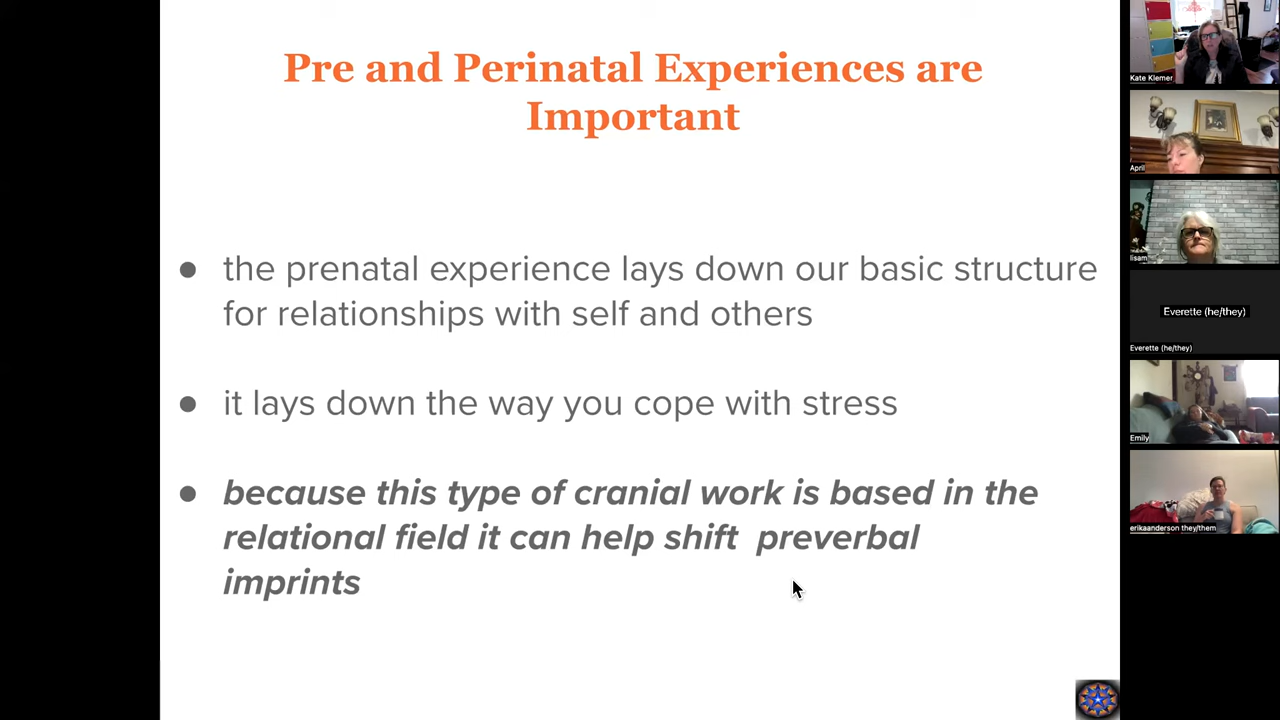 Pre and Perinatal Experiences are
Important
● the prenatal experience lays down our basic structure
for relationships with self and others
● it lays down the way you cope with stress
● because this type of cranial work is based in the
relational field it can help shift  preverbal
imprints
Kate Klemer
April
lisam
Everette (he/they)
Everette (he/they)
Emily
erikaanderson they/them